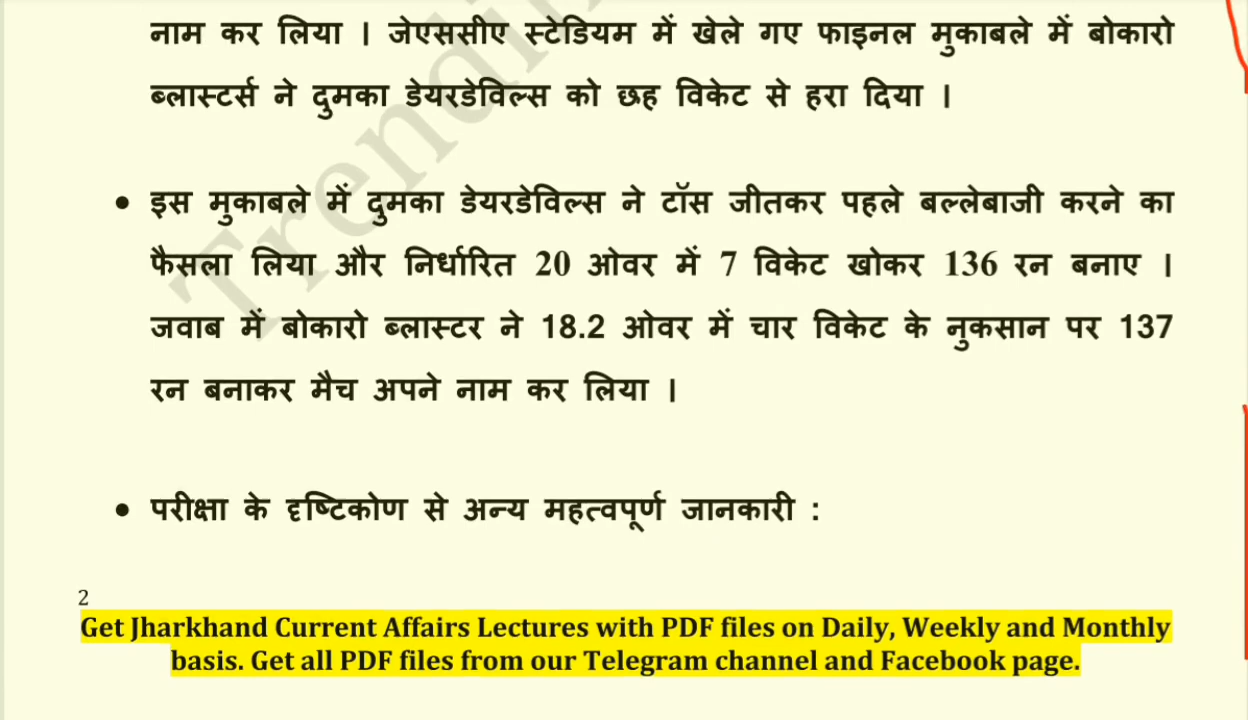 नाम कर लिया । जेएससीए स्टेडियम में खेले गए फाइनल मुकाबले में बोकारो
ब्लास्टर्स ने दुमका डेयरडेविल्स को छह विकेट से हरा दिया ।
• इस मुकाबले में दुमका डेयरडेविल्स ने टॉस जीतकर पहले बल्लेबाजी करने का
फैसला लिया और निर्धारित 20 ओवर में 7 विकेट खोकर 136 रन बनाए ।
जवाब में बोकारो ब्लास्टर ने 18.2 ओवर में चार विकेट के नुकसान पर 137
रन बनाकर मैच अपने नाम कर लिया ।
• परीक्षा के दृष्टिकोण से अन्य महत्वपूर्ण जानकारी :
2
Get Jharkhand Current Affairs Lectures with PDF files on Daily, Weekly and Monthly
basis. Get all PDF files from our Telegram channel and Facebook page.
Trendin